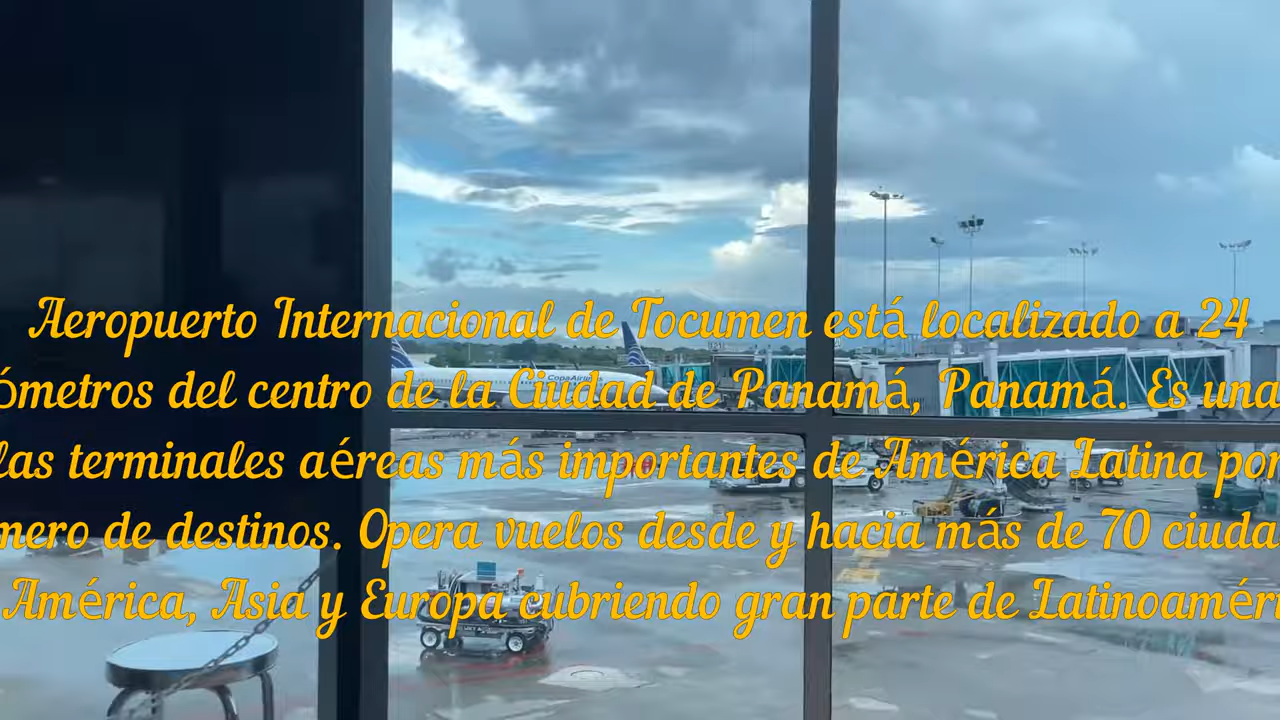 Aeropuerto Internacional de Tocumen está localizado a 24
ómetros del centro de la Ciudad de Panamá, Panamá. Es una
las terminales aéreas más importantes de América Latina por
mero de destinos. Opera vuelos desde y hacia más de 70 ciuda
América, Asia y Europa cubriendo gran parte de Latinoamér
CopaAirlines